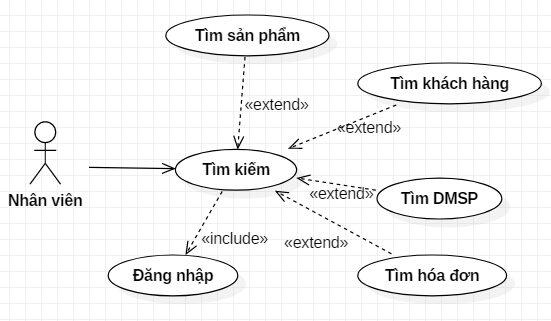 Tìm sản phẩm
Tìm khách hàng
«extend»
«extend»
Tìm kiếm
Nhân viên
Tìm DMSP
«extend»
«include»
«extend»
Đăng nhập
Tìm hóa đơn